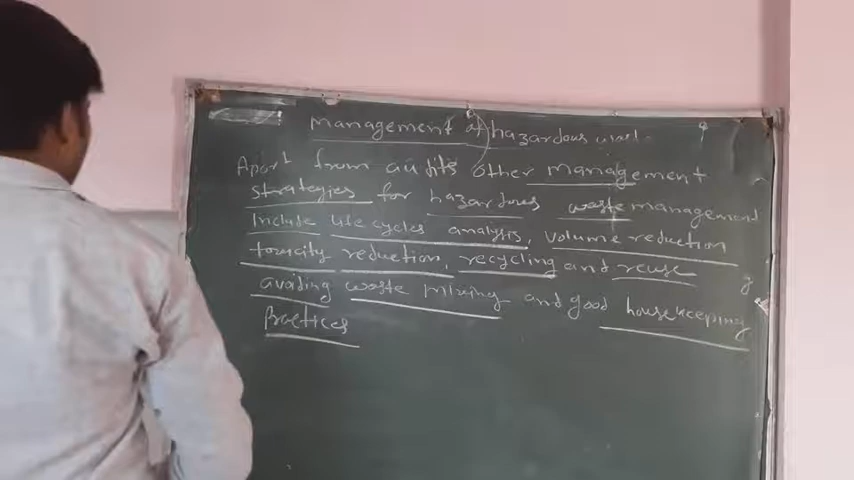 management of hazardous
Apart from audits other management
strategies for hazardous waste management
include life cycles analysis, volume reduction
toxicity reduction, recycling and reuse,
avoiding waste mixing and good housekeeping
Practices